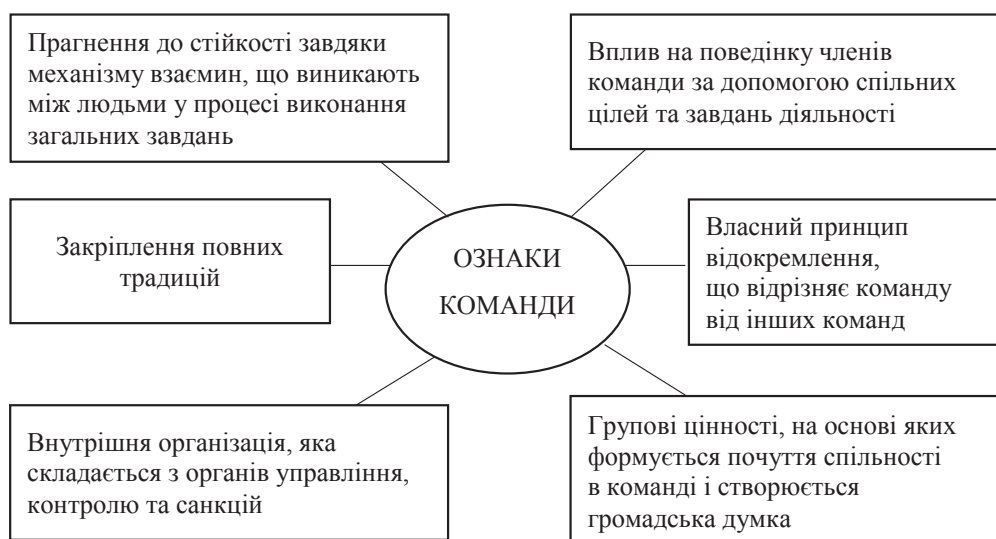 Прагнення до стійкості завдяки
механізму взаємин, що виникають
між людьми у процесі виконання
загальних завдань
Вплив на поведінку членів
команди за допомогою спільних
цілей та завдань діяльності
Закріплення повних
традицій
ОЗНАКИ
КОМАНДИ
Власний принцип
відокремлення,
що відрізняє команду
від інших команд
Внутрішня організація, яка
складається з органів управління,
контролю та санкцій
Групові цінності, на основі яких
формується почуття спільності
в команді і створюється
громадська думка